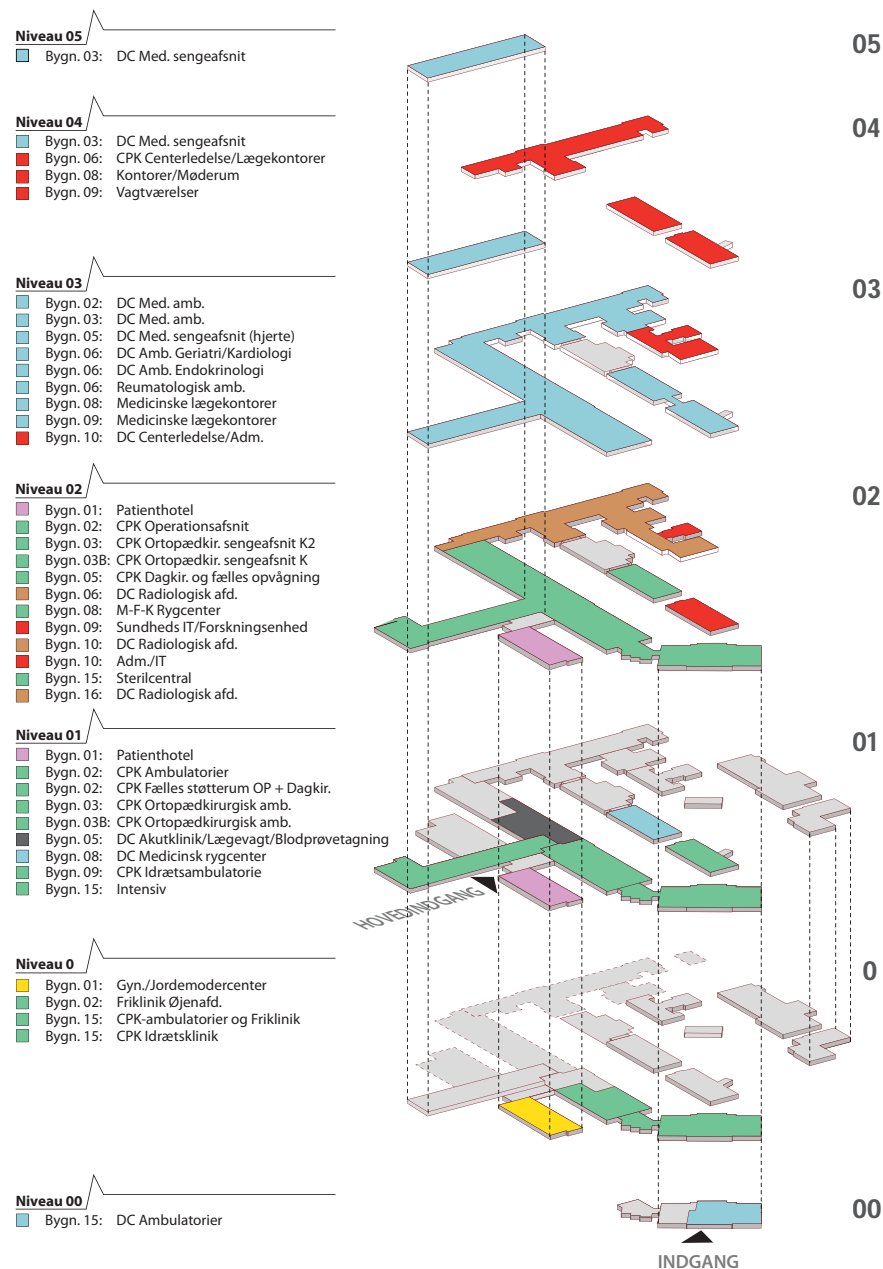 Niveau 05
Bygn. 03: DC Med. sengeafsnit
05
Niveau 04
Bygn. 03: DC Med. sengeafsnit
Bygn. 06: CPK Centerledelse/Lægekontorer
Bygn. 08: Kontorer/Møderum
Bygn. 09: Vagtværelser
04
Niveau 03
Bygn. 02: DC Med. amb.
Bygn. 03: DC Med. amb.
Bygn. 05: DC Med. sengeafsnit (hjerte)
Bygn. 06: DC Amb. Geriatri/Kardiologi
Bygn. 06: DC Amb. Endokrinologi
Bygn. 06: Reumatologisk amb.
Bygn. 08: Medicinske lægekontorer
Bygn. 09: Medicinske lægekontorer
Bygn. 10: DC Centerledelse/Adm.
03
Niveau 02
Bygn. 01: Patienthotel
Bygn. 02: CPK Operationsafsnit
Bygn. 03: CPK Ortopædkir. sengeafsnit K2
Bygn. 03B: CPK Ortopædkir. sengeafsnit K
Bygn. 05: CPK Dagkir. og fælles opvågning
Bygn. 06: DC Radiologisk afd.
Bygn. 08: M-F-K Rygcenter
Bygn. 09: Sundheds IT/Forskningsenhed
Bygn. 10: DC Radiologisk afd.
Bygn. 10: Adm./IT
Bygn. 15: Sterilcentral
Bygn. 16: DC Radiologisk afd.
02
Niveau 01
Bygn. 01: Patienthotel
Bygn. 02: CPK Ambulatorier
Bygn. 02: CPK Fælles støtterum OP + Dagkir.
Bygn. 03: CPK Ortopædkirurgisk amb.
Bygn. 03B: CPK Ortopædkirurgisk amb.
Bygn. 05: DC Akutklinik/Lægevagt/Blodprøvetagning
Bygn. 08: DC Medicinsk rygcenter
Bygn. 09: CPK Idrætsambulatorie
Bygn. 15: Intensiv
01
HOVEDINDGANG
Niveau 0
Bygn. 01: Gyn./Jordemodercenter
Bygn. 02: Friklinik Øjenafd.
Bygn. 15: CPK-ambulatorier og Friklinik
Bygn. 15: CPK Idrætsklinik
0
Niveau 00
Bygn. 15: DC Ambulatorier
00
INDGANG